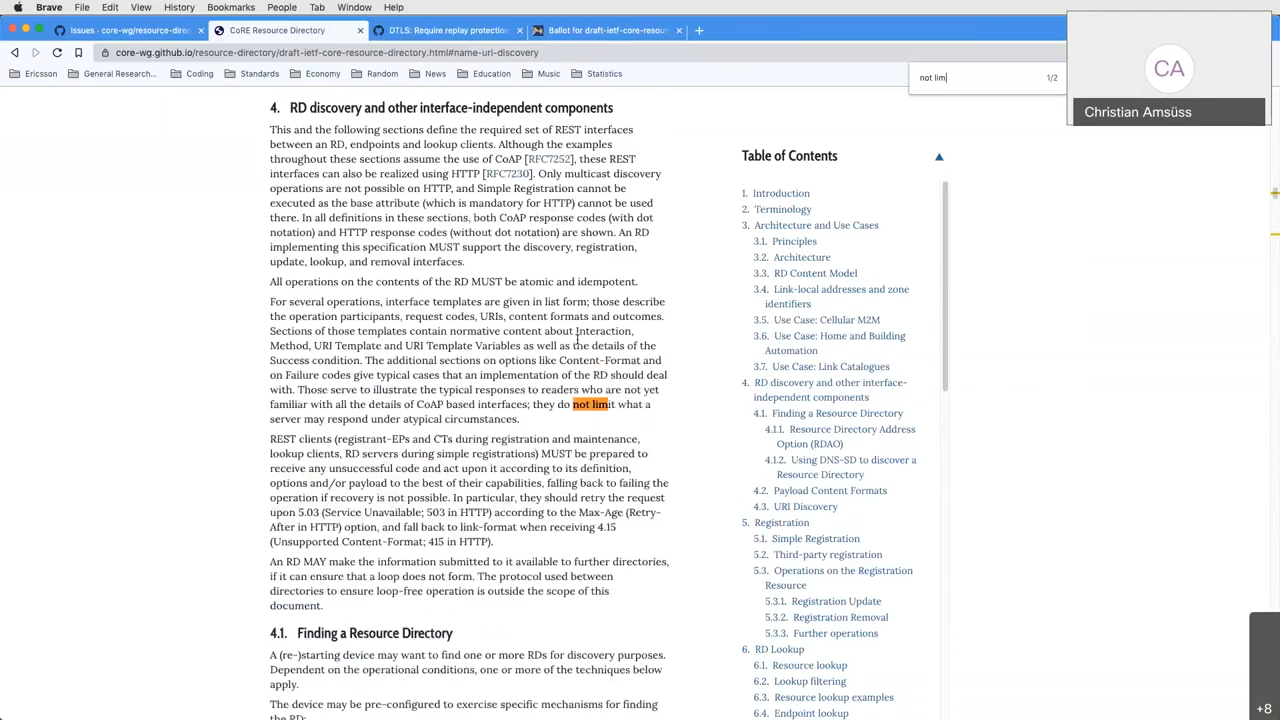 Brave File Edit View History Bookmarks People Tab Window Help
Issues · core-wg/resource-direc
CoRE Resource Directory
DTLS: Require replay protection
Ballot for draft-ietf-core-resour
core-wg.github.io/resource-directory/draft-ietf-core-resource-directory.html#name-uri-discovery
Ericsson General Research... Coding Standards Economy Random News Education Music Statistics
not lim 1/2
CA
Christian Amsüss
4. RD discovery and other interface-independent components
This and the following sections define the required set of REST interfaces
between an RD, endpoints and lookup clients. Although the examples
throughout these sections assume the use of CoAP [RFC7252], these REST
interfaces can also be realized using HTTP [RFC7230]. Only multicast discovery
operations are not possible on HTTP, and Simple Registration cannot be
executed as the base attribute (which is mandatory for HTTP) cannot be used
there. In all definitions in these sections, both CoAP response codes (with dot
notation) and HTTP response codes (without dot notation) are shown. An RD
implementing this specification MUST support the discovery, registration,
update, lookup, and removal interfaces.
All operations on the contents of the RD MUST be atomic and idempotent.
For several operations, interface templates are given in list form; those describe
the operation participants, request codes, URIs, content formats and outcomes.
Sections of those templates contain normative content about Interaction,
Method, URI Template and URI Template Variables as well as the details of the
Success condition. The additional sections on options like Content-Format and
on Failure codes give typical cases that an implementation of the RD should deal
with. Those serve to illustrate the typical responses to readers who are not yet
familiar with all the details of CoAP based interfaces; they do not limit what a
server may respond under atypical circumstances.
REST clients (registrant-EPs and CTs during registration and maintenance,
lookup clients, RD servers during simple registrations) MUST be prepared to
receive any unsuccessful code and act upon it according to its definition,
options and/or payload to the best of their capabilities, falling back to failing the
operation if recovery is not possible. In particular, they should retry the request
upon 5.03 (Service Unavailable; 503 in HTTP) according to the Max-Age (Retry-
After in HTTP) option, and fall back to link-format when receiving 4.15
(Unsupported Content-Format; 415 in HTTP).
An RD MAY make the information submitted to it available to further directories,
if it can ensure that a loop does not form. The protocol used between
directories to ensure loop-free operation is outside the scope of this
document.
4.1. Finding a Resource Directory
A (re-)starting device may want to find one or more RDs for discovery purposes.
Dependent on the operational conditions, one or more of the techniques below
apply.
The device may be pre-configured to exercise specific mechanisms for finding
the RD:
Table of Contents
1. Introduction
2. Terminology
3. Architecture and Use Cases
3.1. Principles
3.2. Architecture
3.3. RD Content Model
3.4. Link-local addresses and zone
identifiers
3.5. Use Case: Cellular M2M
3.6. Use Case: Home and Building
Automation
3.7. Use Case: Link Catalogues
4. RD discovery and other interface-
independent components
4.1. Finding a Resource Directory
4.1.1. Resource Directory Address
Option (RDAO)
4.1.2. Using DNS-SD to discover a
Resource Directory
4.2. Payload Content Formats
4.3. URI Discovery
5. Registration
5.1. Simple Registration
5.2. Third-party registration
5.3. Operations on the Registration
Resource
5.3.1. Registration Update
5.3.2. Registration Removal
5.3.3. Further operations
6. RD Lookup
6.1. Resource lookup
6.2. Lookup filtering
6.3. Resource lookup examples
6.4. Endpoint lookup
+8